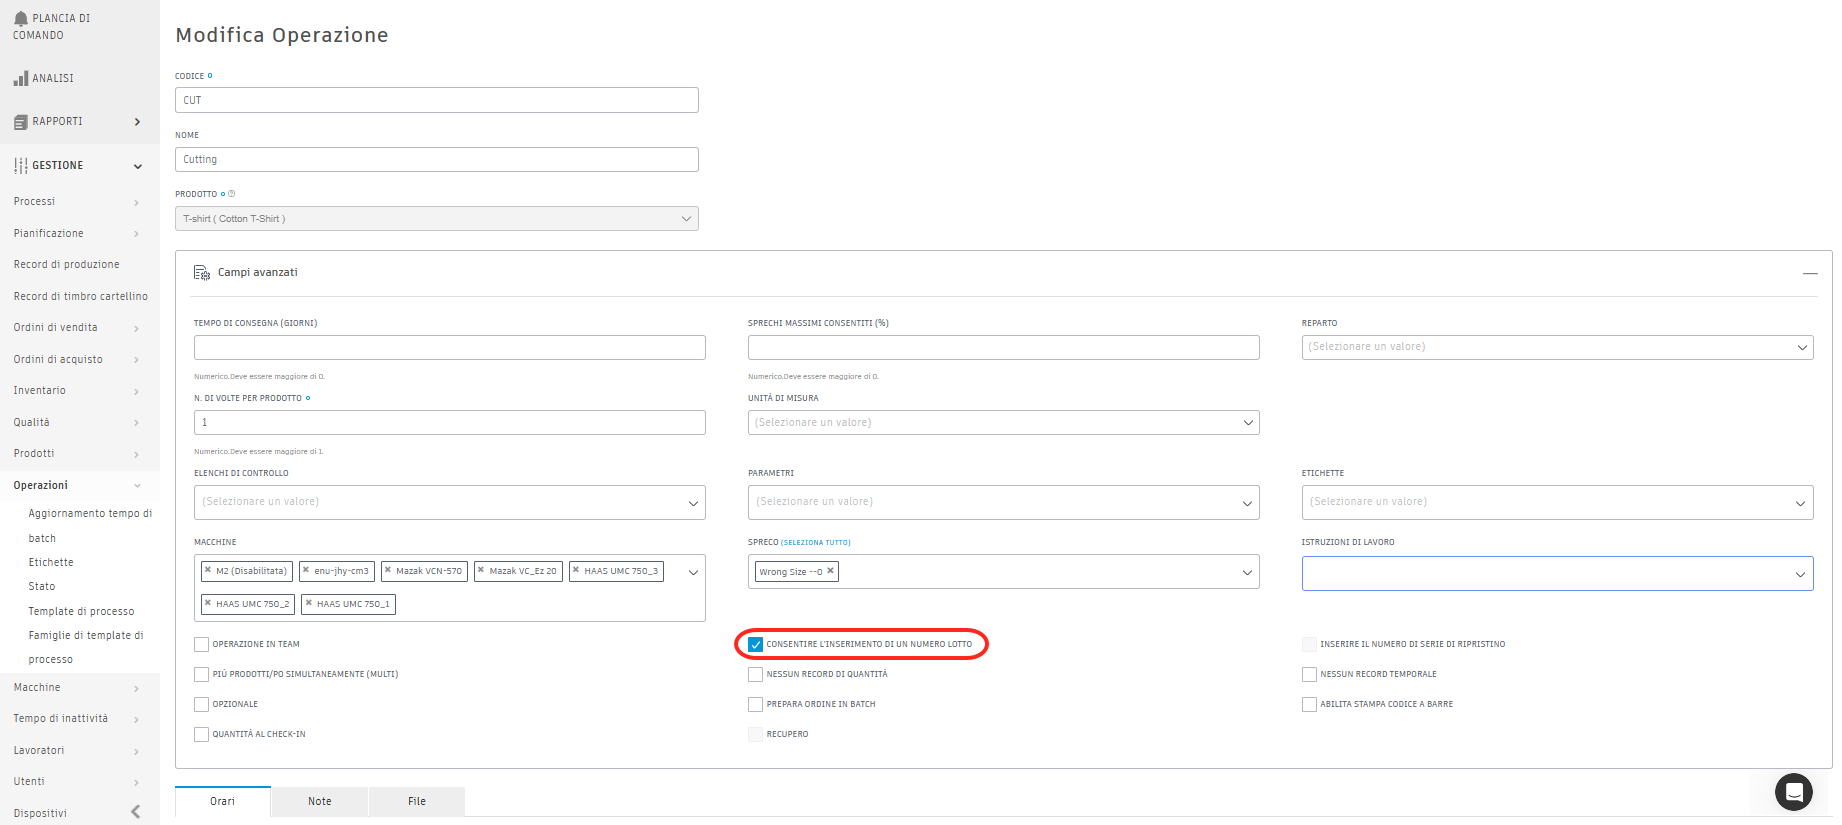 PLANCIA DI
COMANDO
ANALISI
RAPPORTI
GESTIONE
Processi
Pianificazione
Record di produzione
Record di timbro cartellino
Ordini di vendita
Ordini di acquisto
Inventario
Qualità
Prodotti
Operazioni
Aggiornamento tempo di
batch
Etichette
Stato
Template di processo
Famiglie di template di
processo
Macchine
Tempo di inattività
Lavoratori
Utenti
Dispositivi
Modifica Operazione
CODICE
CUT
NOME
Cutting
PRODOTTO
T-shirt ( Cotton T-Shirt )
Campi avanzati
TEMPO DI CONSEGNA (GIORNI)
SPRECHI MASSIMI CONSENTITI (%)
REPARTO
(Selezionare un valore)
Numerico.Deve essere maggiore di 0.
Numerico.Deve essere maggiore di 0.
N. DI VOLTE PER PRODOTTO
UNITÀ DI MISURA
1
(Selezionare un valore)
Numerico.Deve essere maggiore di 1.
ELENCHI DI CONTROLLO
PARAMETRI
ETICHETTE
(Selezionare un valore)
(Selezionare un valore)
(Selezionare un valore)
MACCHINE
SPRECO (SELEZIONA TUTTO)
ISTRUZIONI DI LAVORO
× M2 (Disabilitata) × enu-jhy-cm3 × Mazak VCN-570 × Mazak VC_Ez 20 × HAAS UMC 750_3
× HAAS UMC 750_2 × HAAS UMC 750_1
Wrong Size --0 ×
OPERAZIONE IN TEAM
CONSENTIRE L'INSERIMENTO DI UN NUMERO LOTTO
INSERIRE IL NUMERO DI SERIE DI RIPRISTINO
PIÙ PRODOTTI/PO SIMULTANEAMENTE (MULTI)
NESSUN RECORD DI QUANTITÀ
NESSUN RECORD TEMPORALE
OPZIONALE
PREPARA ORDINE IN BATCH
ABILITA STAMPA CODICE A BARRE
QUANTITÀ AL CHECK-IN
RECUPERO
Orari
Note
File